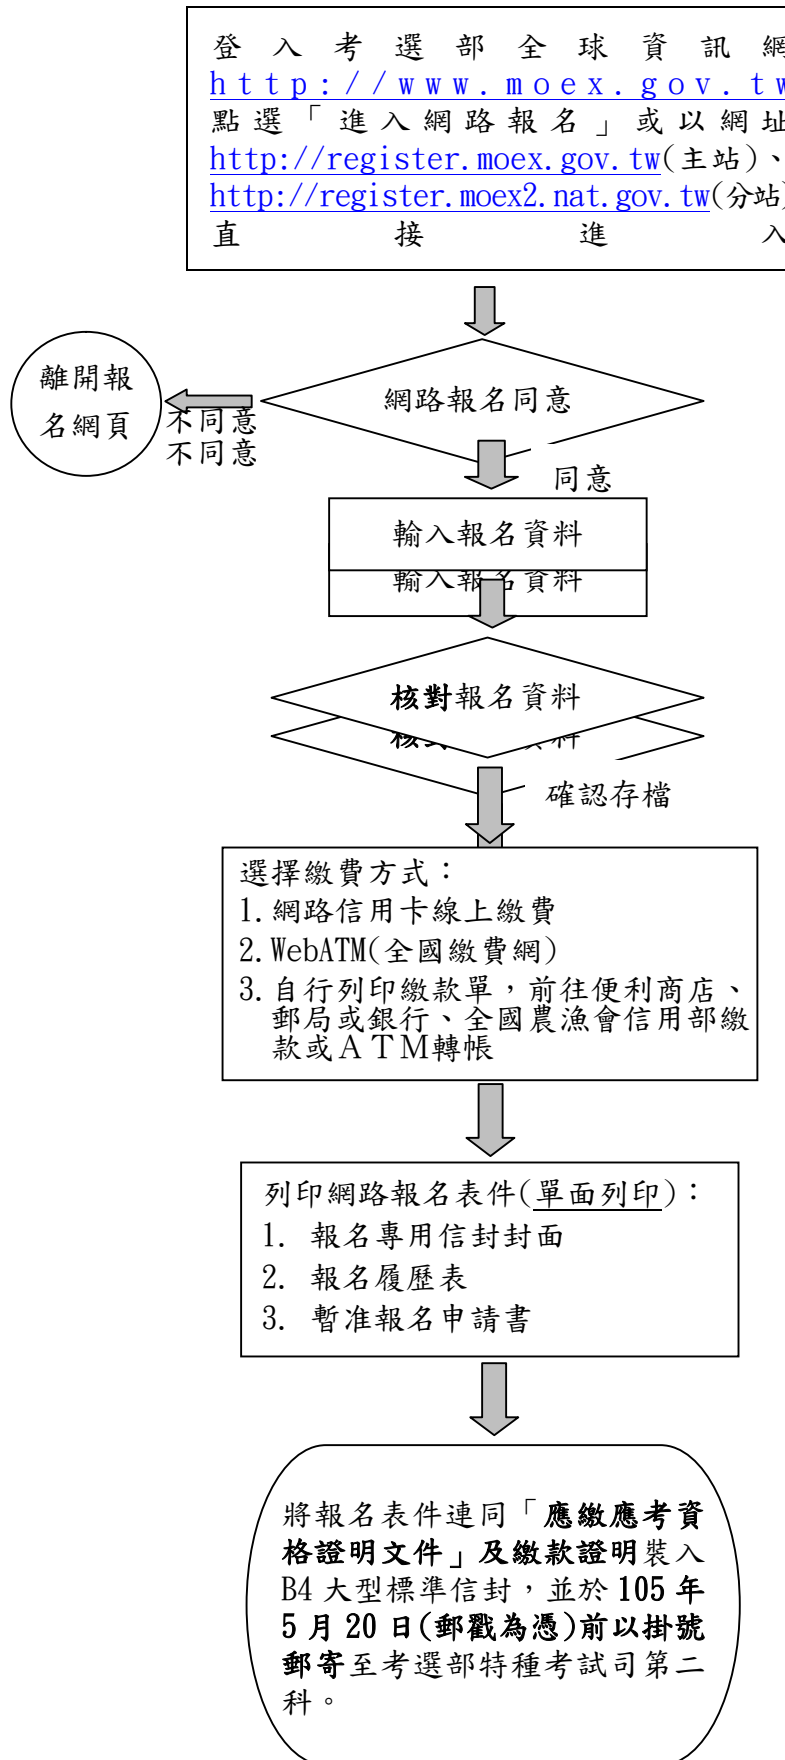 登入考選部全球資訊網
http://www.moex.gov.tw
點選「進入網路報名」或以網址
http://register.moex.gov.tw(主站)、
http://register.moex2.nat.gov.tw(分站)
直接進入
網路報名同意
離開報
名網頁
不同意
不同意
同意
輸入報名資料
輸入報名資料
核對報名資料
核對報名資料
確認存檔
選擇繳費方式：
1.網路信用卡線上繳費
2.WebATM(全國繳費網)
3.自行列印繳款單，前往便利商店、
郵局或銀行、全國農漁會信用部繳
款或ＡＴＭ轉帳
列印網路報名表件(單面列印)：
1. 報名專用信封封面
2. 報名履歷表
3. 暫准報名申請書
將報名表件連同「應繳應考資
格證明文件」及繳款證明裝入
B4 大型標準信封，並於 105 年
5 月 20 日(郵戳為憑)前以掛號
郵寄至考選部特種考試司第二
科。